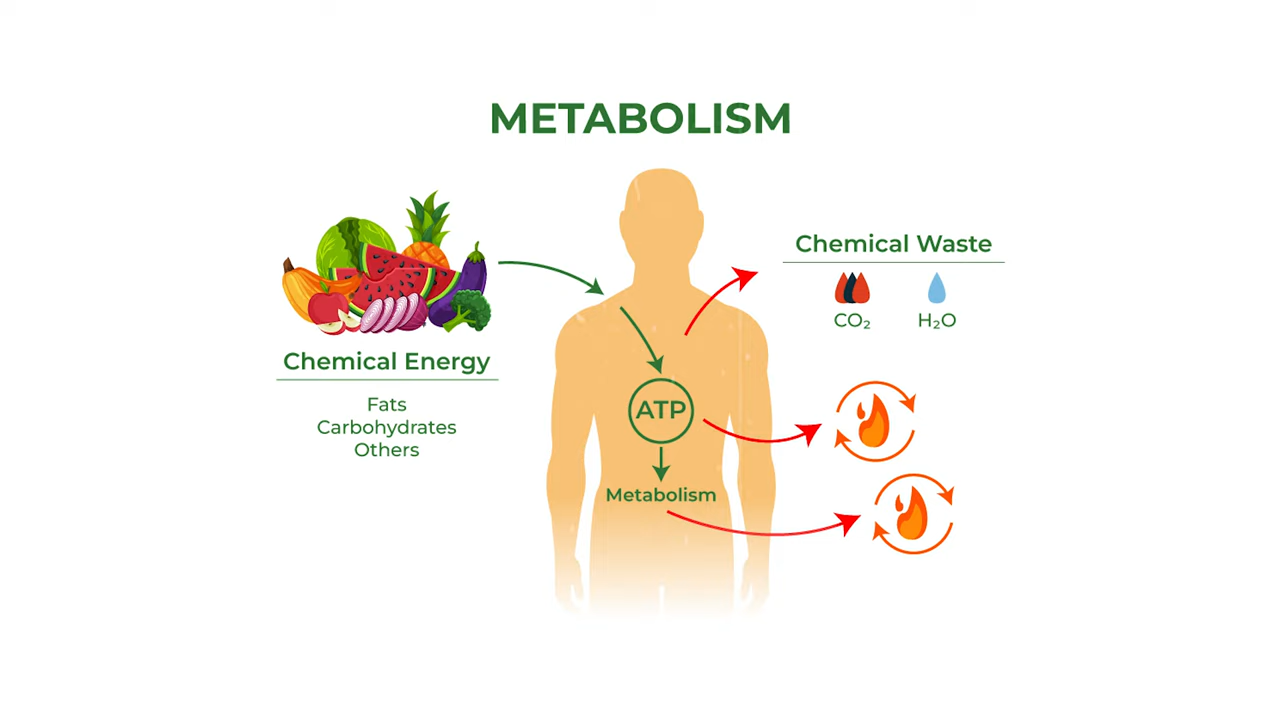 METABOLISM
Chemical Energy
Fats
Carbohydrates
Others
ATP
Metabolism
Chemical Waste
CO₂
H₂O